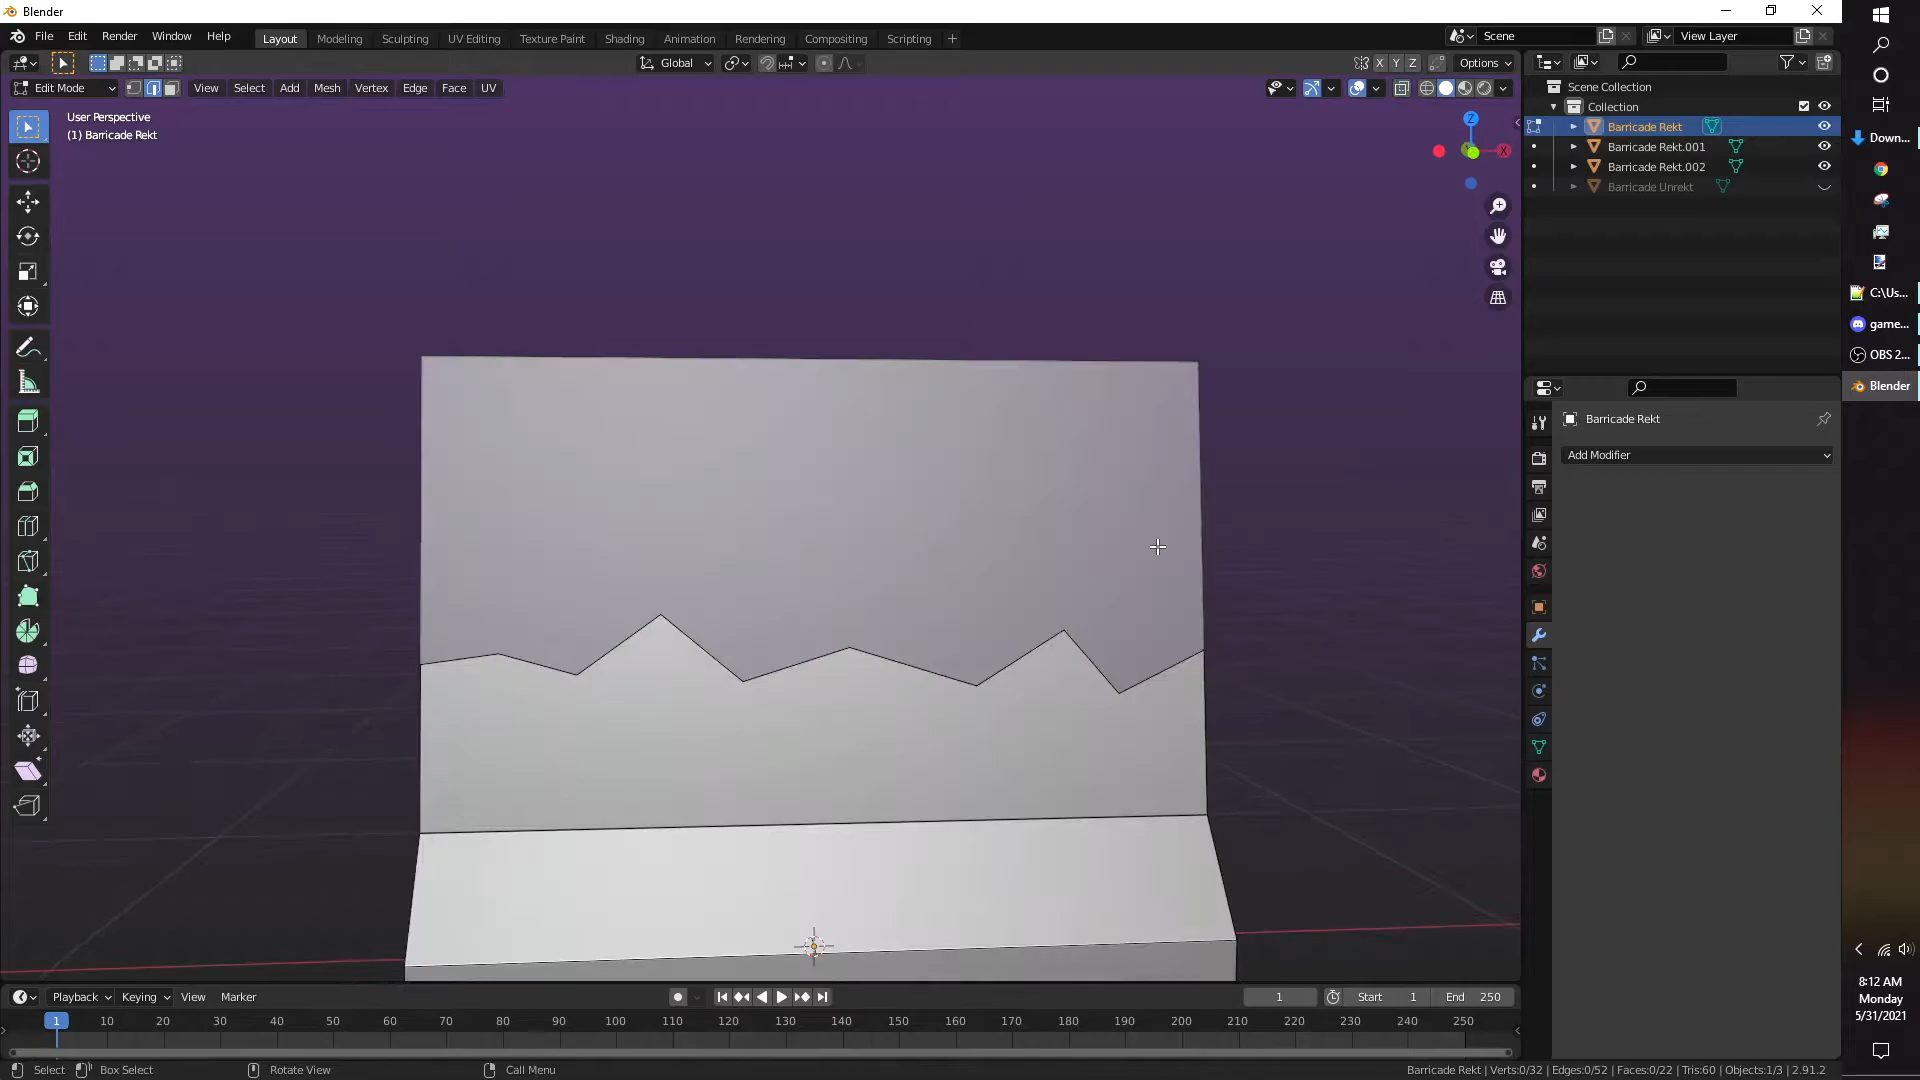 Blender
File Edit Render Window Help
Layout Modeling Sculpting UV Editing Texture Paint Shading Animation Rendering Compositing Scripting
Scene
View Layer
Global
X Y Z
Options
Edit Mode
View Select Add Mesh Vertex Edge Face UV
User Perspective
(1) Barricade Rekt
Z
X
Scene Collection
Collection
Barricade Rekt
Barricade Rekt.001
Barricade Rekt.002
Barricade Unrekt
Barricade Rekt
Add Modifier
Down...
C:\Us...
game...
OBS 2...
Blender
8:12 AM
Monday
5/31/2021
Playback Keying View Marker
1
Start 1
End 250
1 10 20 30 40 50 60 70 80 90 100 110 120 130 140 150 160 170 180 190 200 210 220 230 240 250
Select Box Select Rotate View Call Menu
Barricade Rekt | Verts:0/32 | Edges:0/52 | Faces:0/22 | Tris:60 | Objects:1/3 | 2.91.2